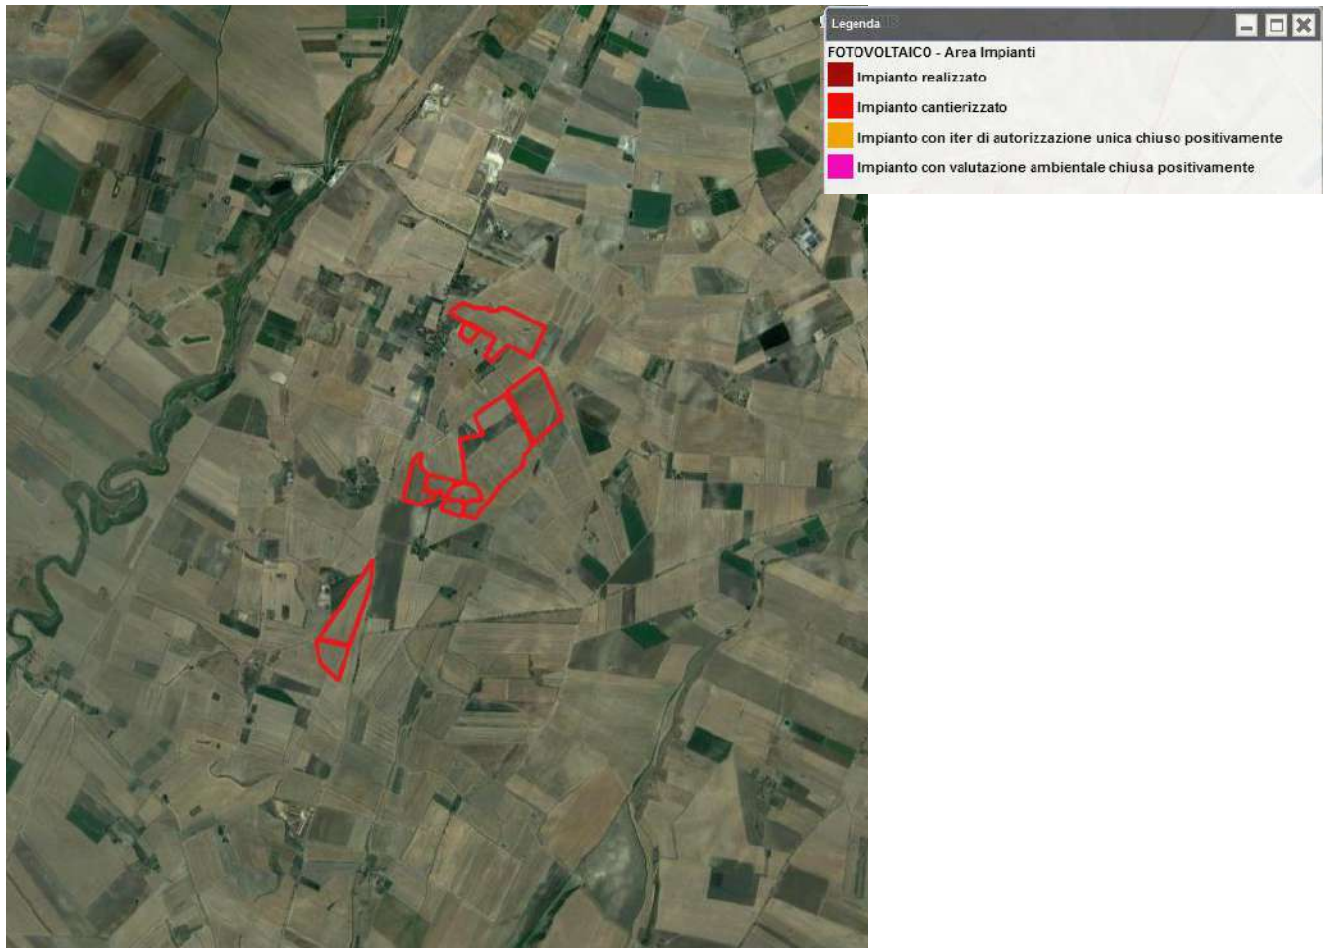 Legenda
FOTOVOLTAICO - Area Impianti
Impianto realizzato
Impianto cantierizzato
Impianto con iter di autorizzazione unica chiuso positivamente
Impianto con valutazione ambientale chiusa positivamente